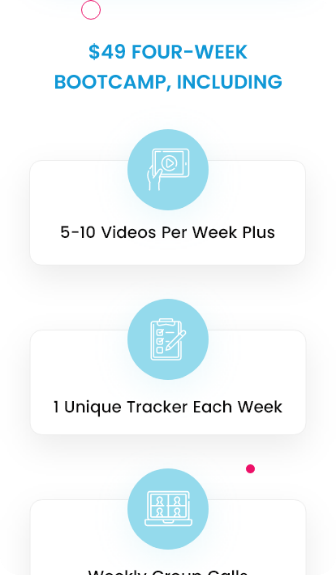 $49 FOUR-WEEK
BOOTCAMP, INCLUDING
5-10 Videos Per Week Plus
1 Unique Tracker Each Week
Weekly Group Calls